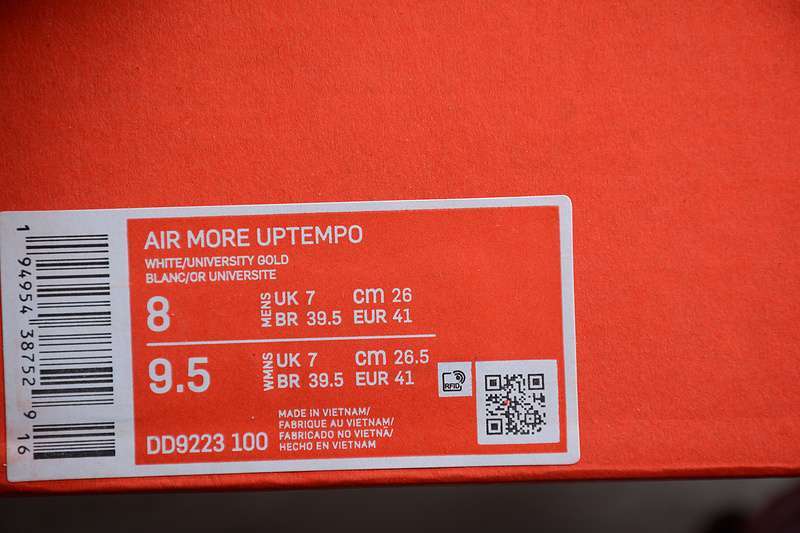 AIR MORE UPTEMPO
WHITE/UNIVERSITY GOLD
BLANC/OR UNIVERSITE
8 MENS UK 7 cm 26
BR 39.5 EUR 41
9.5 WMNS UK 7 cm 26.5
BR 39.5 EUR 41
RFID
DD9223 100
MADE IN VIETNAM/
FABRIQUE AU VIETNAM/
FABRICADO NO VIETNÃ/
HECHO EN VIETNAM
1 94954 38752 9 16